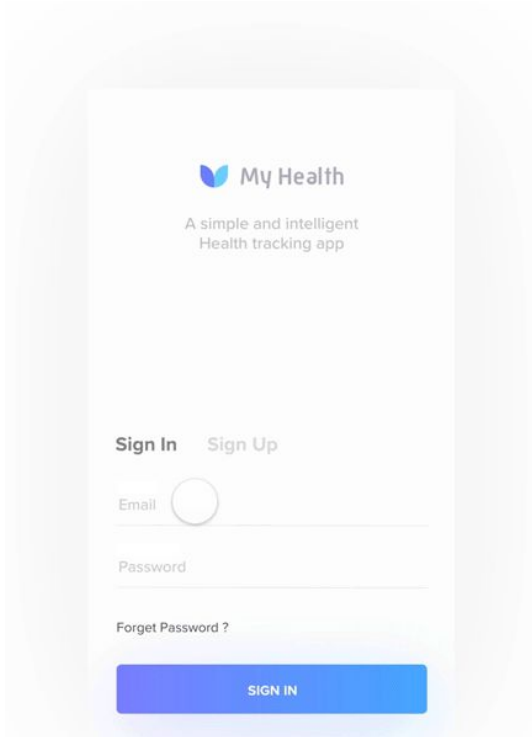 My Health
A simple and intelligent
Health tracking app
Sign In Sign Up
Email
Password
Forget Password ?
SIGN IN